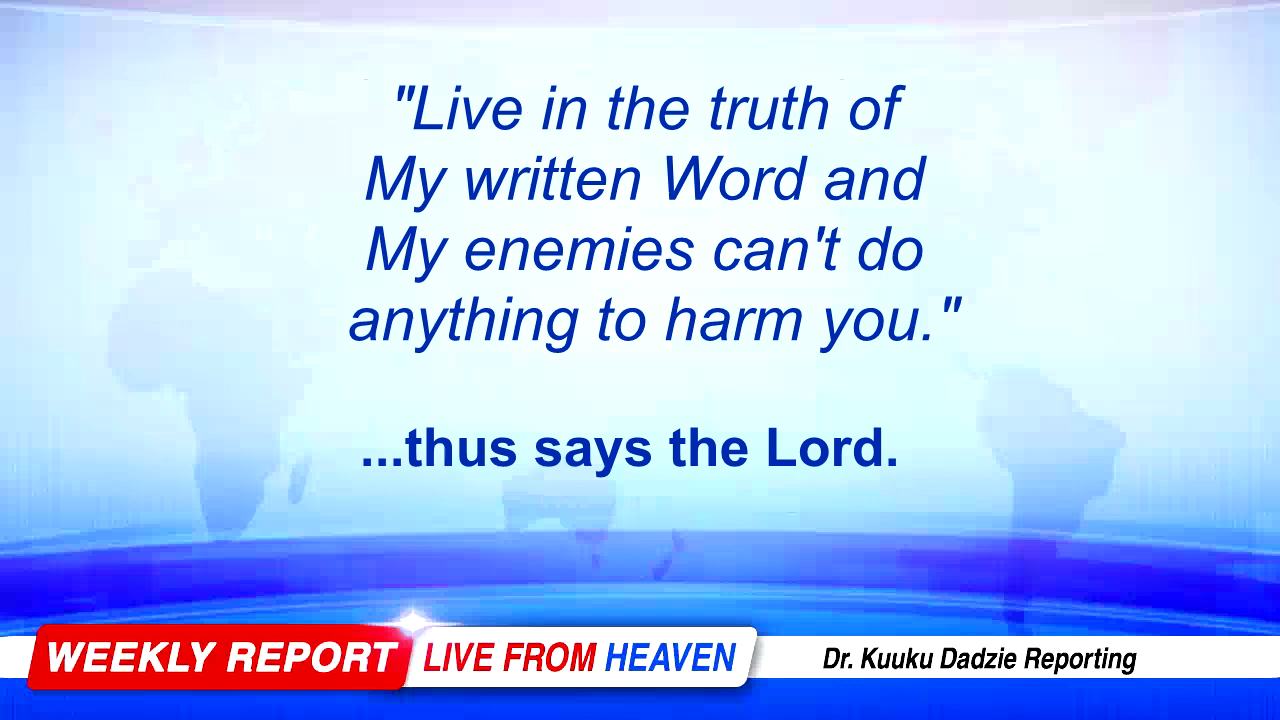 "Live in the truth of
My written Word and
My enemies can't do
anything to harm you."
...thus says the Lord.
WEEKLY REPORT LIVE FROM HEAVEN Dr. Kuuku Dadzie Reporting